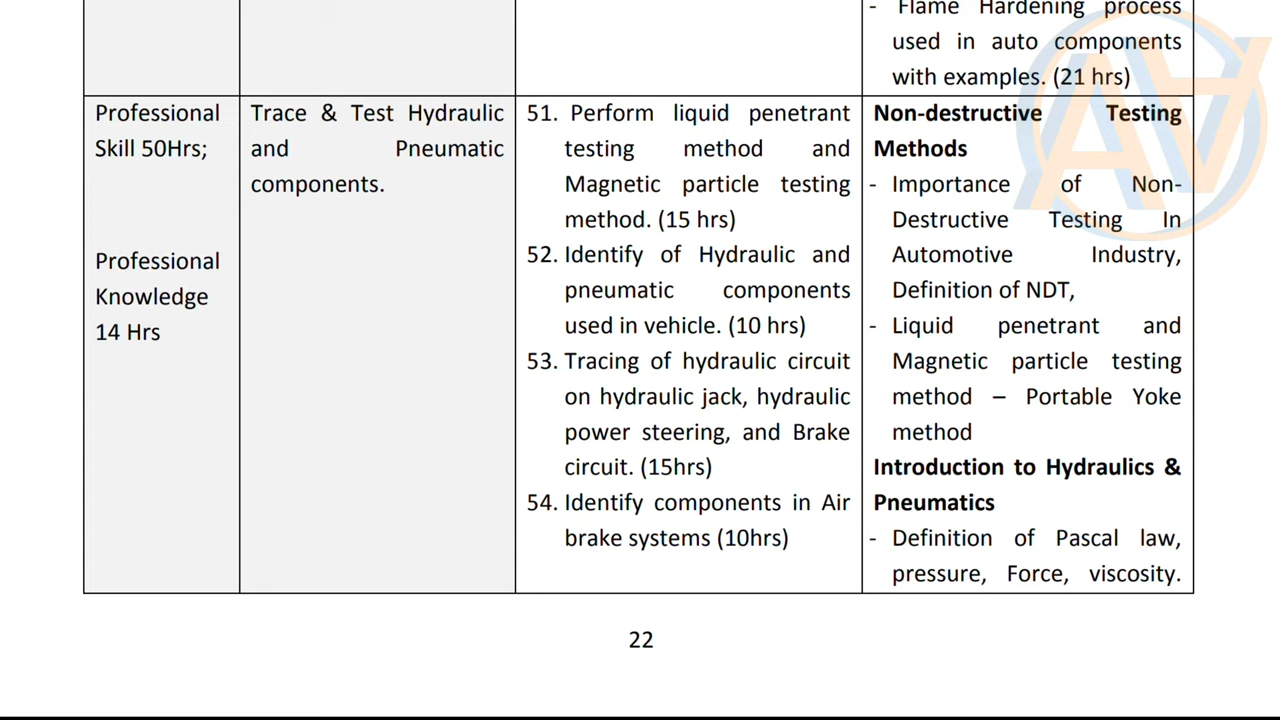 - Flame Hardening process
used in auto components
with examples. (21 hrs)
Professional
Skill 50Hrs;
Professional
Knowledge
14 Hrs
Trace & Test Hydraulic
and Pneumatic
components.
51. Perform liquid penetrant
testing method and
Magnetic particle testing
method. (15 hrs)
52. Identify of Hydraulic and
pneumatic components
used in vehicle. (10 hrs)
53. Tracing of hydraulic circuit
on hydraulic jack, hydraulic
power steering, and Brake
circuit. (15hrs)
54. Identify components in Air
brake systems (10hrs)
Non-destructive Testing
Methods
- Importance of Non-
Destructive Testing In
Automotive Industry,
Definition of NDT,
- Liquid penetrant and
Magnetic particle testing
method – Portable Yoke
method
Introduction to Hydraulics &
Pneumatics
- Definition of Pascal law,
pressure, Force, viscosity.
22